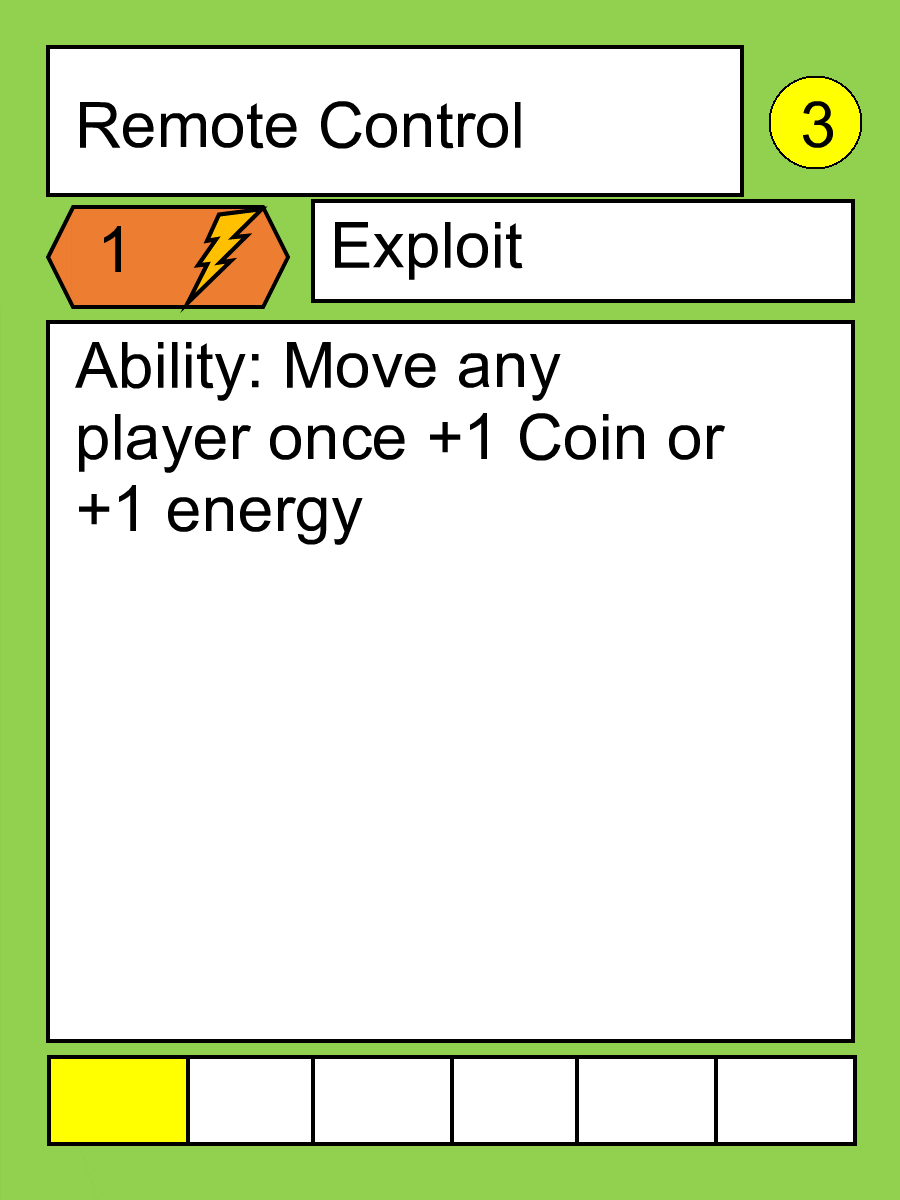 Remote Control
3
1
Exploit
Ability: Move any
player once +1 Coin or
+1 energy